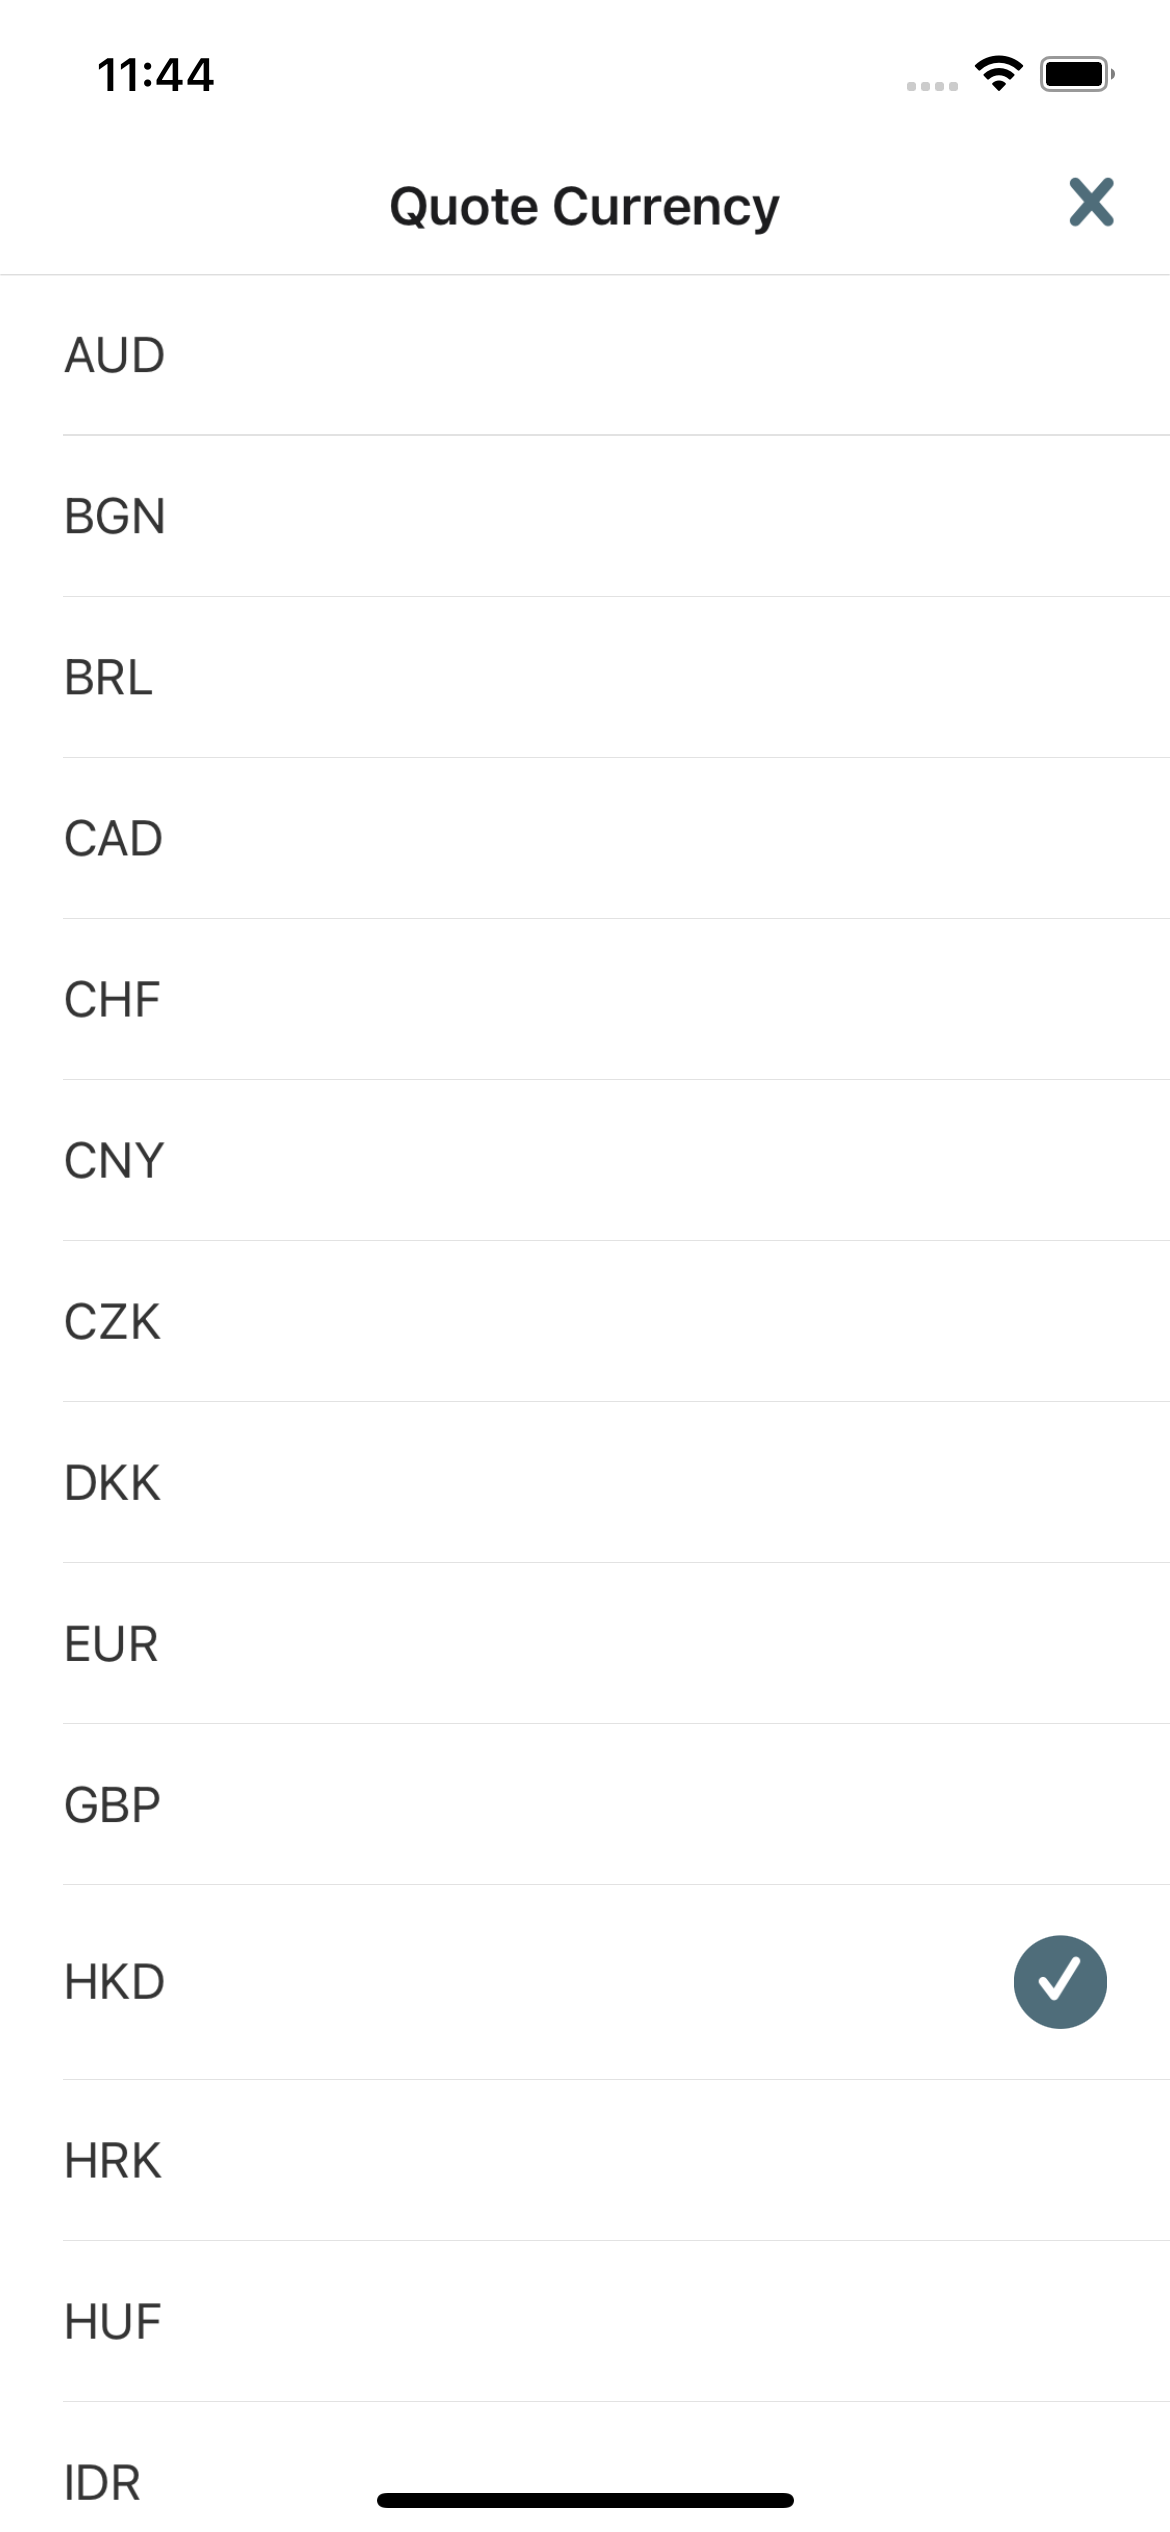 11:44
Quote Currency
AUD
BGN
BRL
CAD
CHF
CNY
CZK
DKK
EUR
GBP
HKD
HRK
HUF
IDR